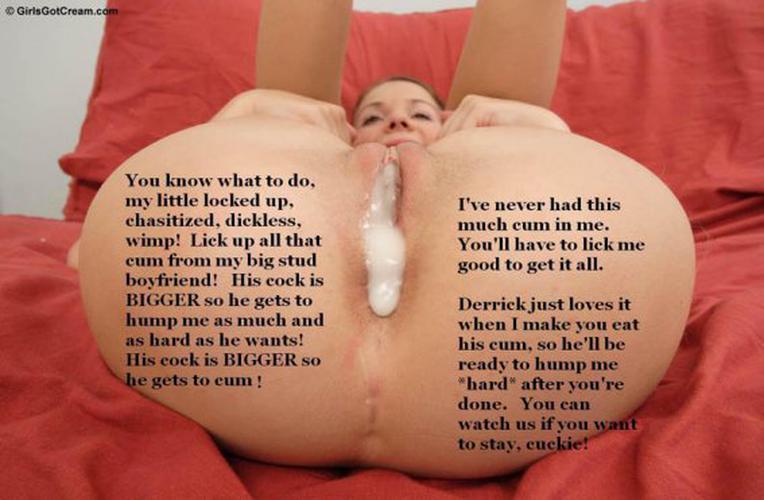 © GirlsGotCream.com
You know what to do,
my little locked up,
chasitized, dickless,
wimp! Lick up all that
cum from my big stud
boyfriend! His cock is
BIGGER so he gets to
hump me as much and
as hard as he wants!
His cock is BIGGER so
he gets to cum !
I've never had this
much cum in me.
You'll have to lick me
good to get it all.
Derrick just loves it
when I make you eat
his cum, so he'll be
ready to hump me
*hard* after you're
done. You can
watch us if you want
to stay, cuckie!